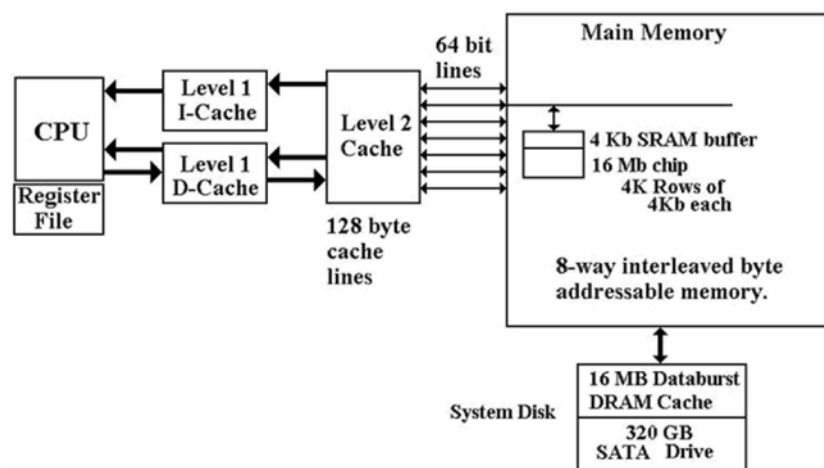 CPU
Register
File
Level 1
I-Cache
Level 1
D-Cache
Level 2
Cache
128 byte
cache
lines
64 bit
lines
Main Memory
4 Kb SRAM buffer
16 Mb chip
4K Rows of
4Kb each
8-way interleaved byte
addressable memory.
System Disk
16 MB Databurst
DRAM Cache
320 GB
SATA Drive